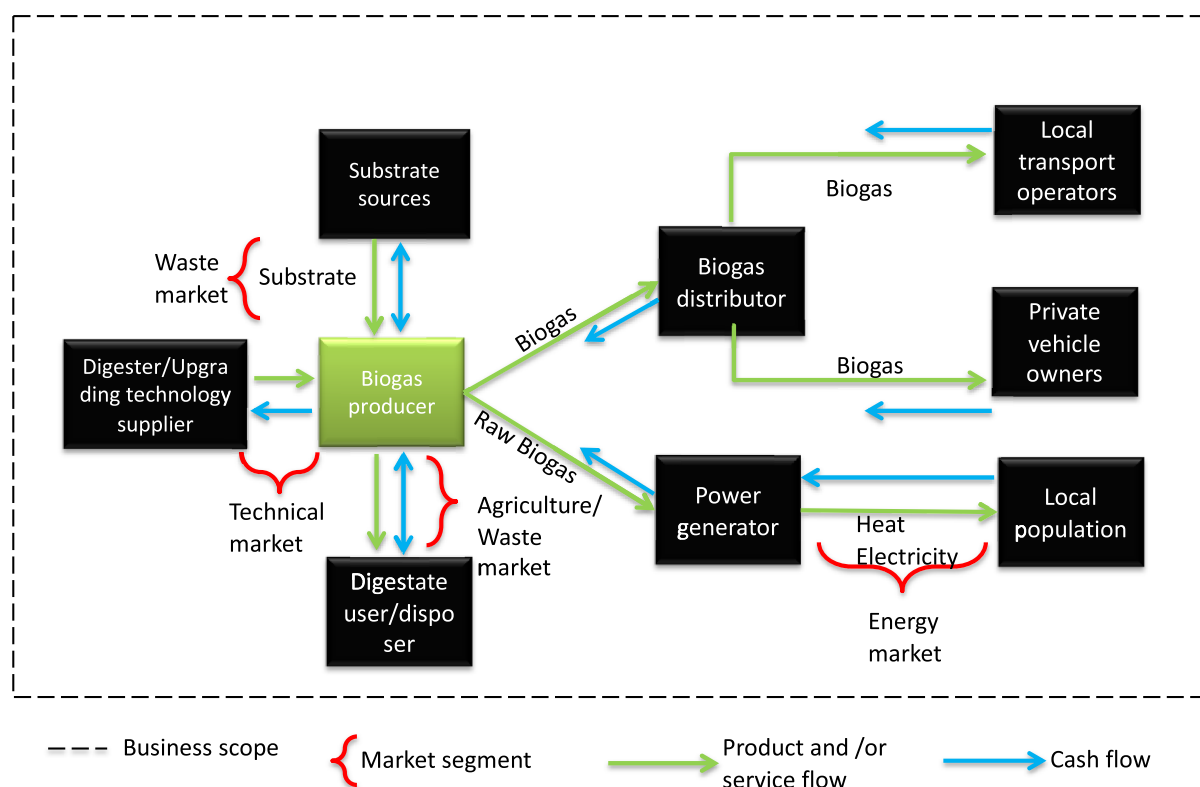 Local
transport
operators
Biogas
Substrate
sources
Biogas
distributor
Waste
market
Substrate
Private
vehicle
owners
Biogas
Biogas
Digester/Upgra
ding technology
supplier
Biogas
producer
Raw Biogas
Power
generator
Local
population
Heat
Electricity
Technical
market
Agriculture/
Waste
market
Digestate
user/dispo
ser
Energy
market
Business scope
Market segment
Product and /or
service flow
Cash flow